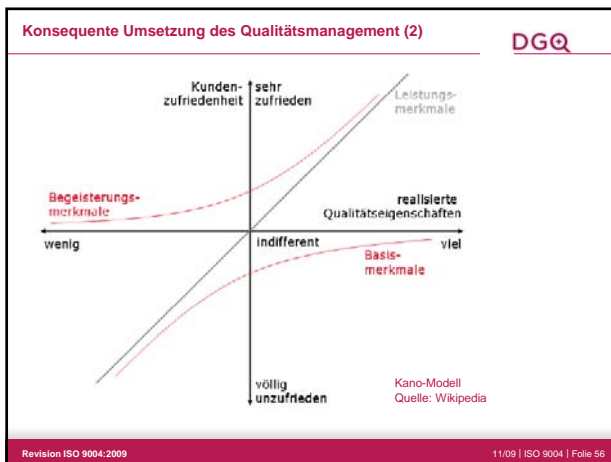 Konsequente Umsetzung des Qualitätsmanagement (2)
DGQ
Kunden-
zufriedenheit
sehr
zufrieden
Leistungs-
merkmale
Begeisterungs-
merkmale
realisierte
Qualitätseigenschaften
wenig
indifferent
viel
Basis-
merkmale
völlig
unzufrieden
Kano-Modell
Quelle: Wikipedia
Revision ISO 9004:2009
11/09 | ISO 9004 | Folie 56